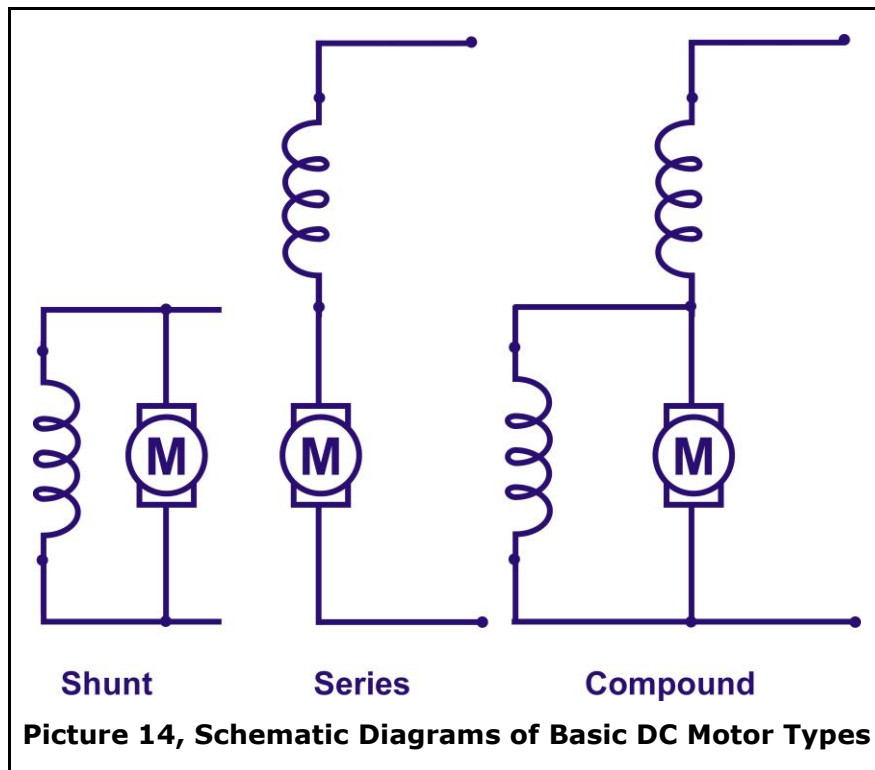 M M M
Shunt Series Compound
Picture 14, Schematic Diagrams of Basic DC Motor Types